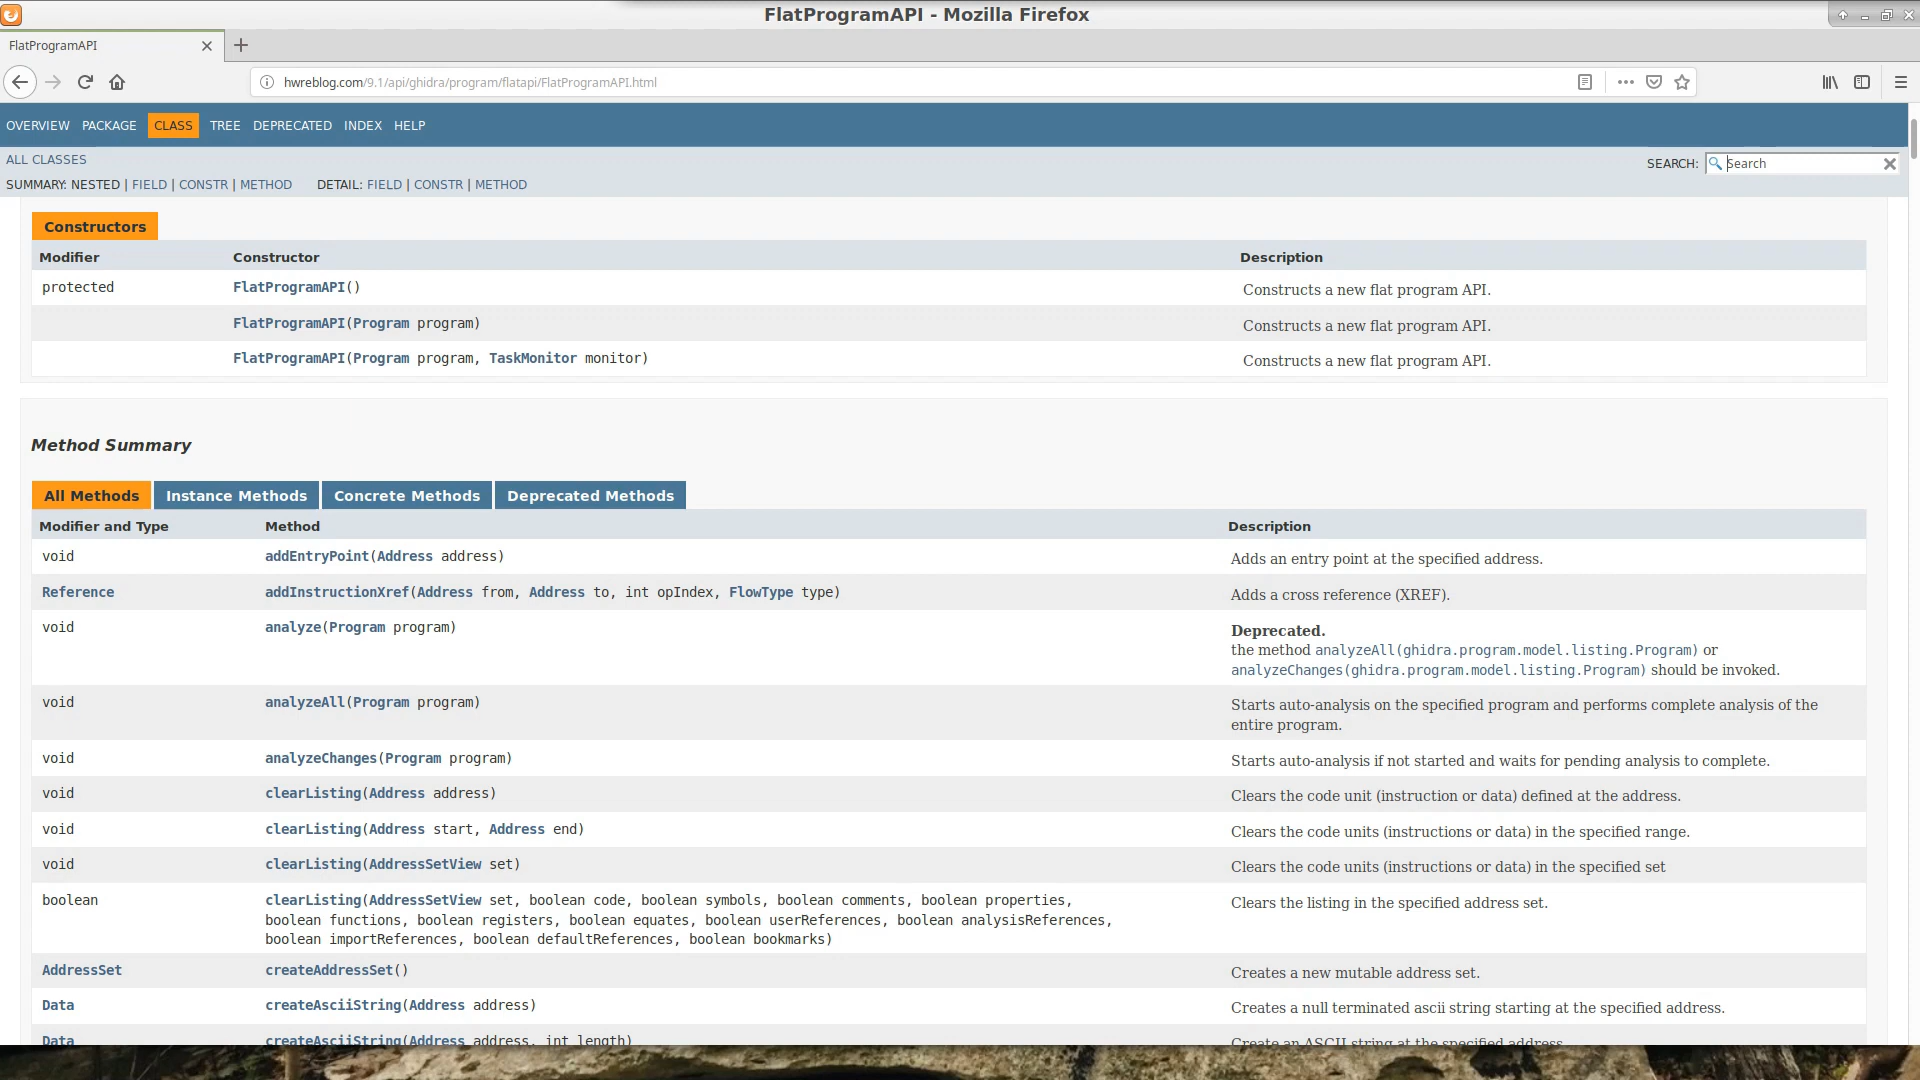 FlatProgramAPI - Mozilla Firefox
FlatProgramAPI
hwreblog.com/9.1/api/ghidra/program/flatapi/FlatProgramAPI.html
OVERVIEW PACKAGE CLASS TREE DEPRECATED INDEX HELP
ALL CLASSES
SEARCH: Search
SUMMARY: NESTED | FIELD | CONSTR | METHOD DETAIL: FIELD | CONSTR | METHOD
Constructors
Modifier Constructor Description
protected FlatProgramAPI() Constructs a new flat program API.
FlatProgramAPI(Program program) Constructs a new flat program API.
FlatProgramAPI(Program program, TaskMonitor monitor) Constructs a new flat program API.
Method Summary
All Methods Instance Methods Concrete Methods Deprecated Methods
Modifier and Type Method Description
void addEntryPoint(Address address) Adds an entry point at the specified address.
Reference addInstructionXref(Address from, Address to, int opIndex, FlowType type) Adds a cross reference (XREF).
void analyze(Program program) Deprecated.
the method analyzeAll(ghidra.program.model.listing.Program) or
analyzeChanges(ghidra.program.model.listing.Program) should be invoked.
void analyzeAll(Program program) Starts auto-analysis on the specified program and performs complete analysis of the
entire program.
void analyzeChanges(Program program) Starts auto-analysis if not started and waits for pending analysis to complete.
void clearListing(Address address) Clears the code unit (instruction or data) defined at the address.
void clearListing(Address start, Address end) Clears the code units (instructions or data) in the specified range.
void clearListing(AddressSetView set) Clears the code units (instructions or data) in the specified set
boolean clearListing(AddressSetView set, boolean code, boolean symbols, boolean comments, boolean properties, Clears the listing in the specified address set.
boolean functions, boolean registers, boolean equates, boolean userReferences, boolean analysisReferences,
boolean importReferences, boolean defaultReferences, boolean bookmarks)
AddressSet createAddressSet() Creates a new mutable address set.
Data createAsciiString(Address address) Creates a null terminated ascii string starting at the specified address.
Data createAsciiString(Address address, int length) Create an ASCII string at the specified address.